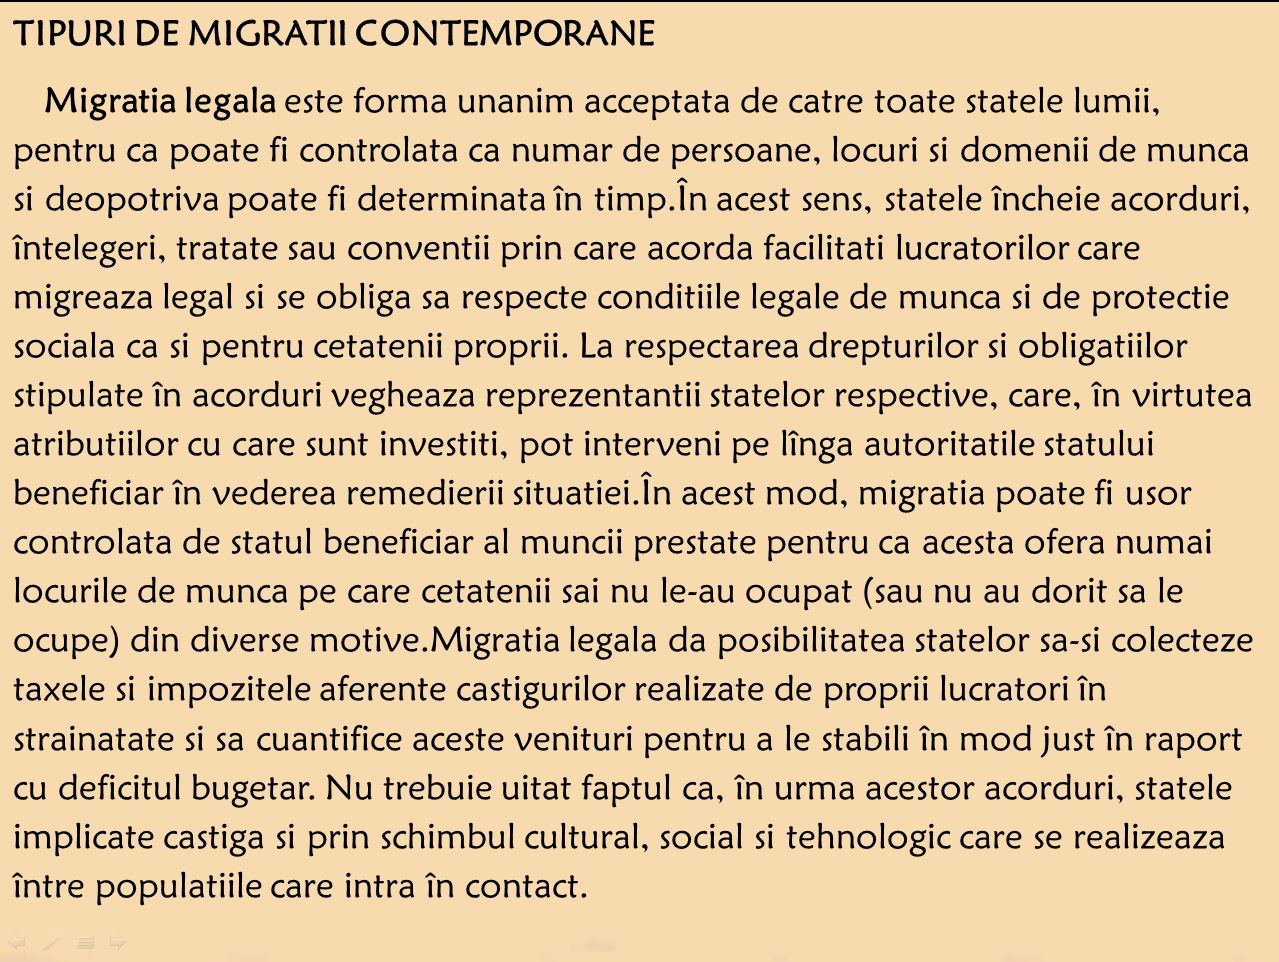 TIPURI DE MIGRATII CONTEMPORANE
Migratia legala este forma unanim acceptata de catre toate statele lumii,
pentru ca poate fi controlata ca numar de persoane, locuri si domenii de munca
si deopotriva poate fi determinata în timp.În acest sens, statele încheie acorduri,
întelegeri, tratate sau conventii prin care acorda facilitati lucratorilor care
migreaza legal si se obliga sa respecte conditiile legale de munca si de protectie
sociala ca si pentru cetatenii proprii. La respectarea drepturilor si obligatiilor
stipulate în acorduri vegheaza reprezentantii statelor respective, care, în virtutea
atributiilor cu care sunt investiti, pot interveni pe lînga autoritatile statului
beneficiar în vederea remedierii situatiei.În acest mod, migratia poate fi usor
controlata de statul beneficiar al muncii prestate pentru ca acesta ofera numai
locurile de munca pe care cetatenii sai nu le-au ocupat (sau nu au dorit sa le
ocupe) din diverse motive.Migratia legala da posibilitatea statelor sa-si colecteze
taxele si impozitele aferente castigurilor realizate de proprii lucratori în
strainatate si sa cuantifice aceste venituri pentru a le stabili în mod just în raport
cu deficitul bugetar. Nu trebuie uitat faptul ca, în urma acestor acorduri, statele
implicate castiga si prin schimbul cultural, social si tehnologic care se realizeaza
între populatiile care intra în contact.